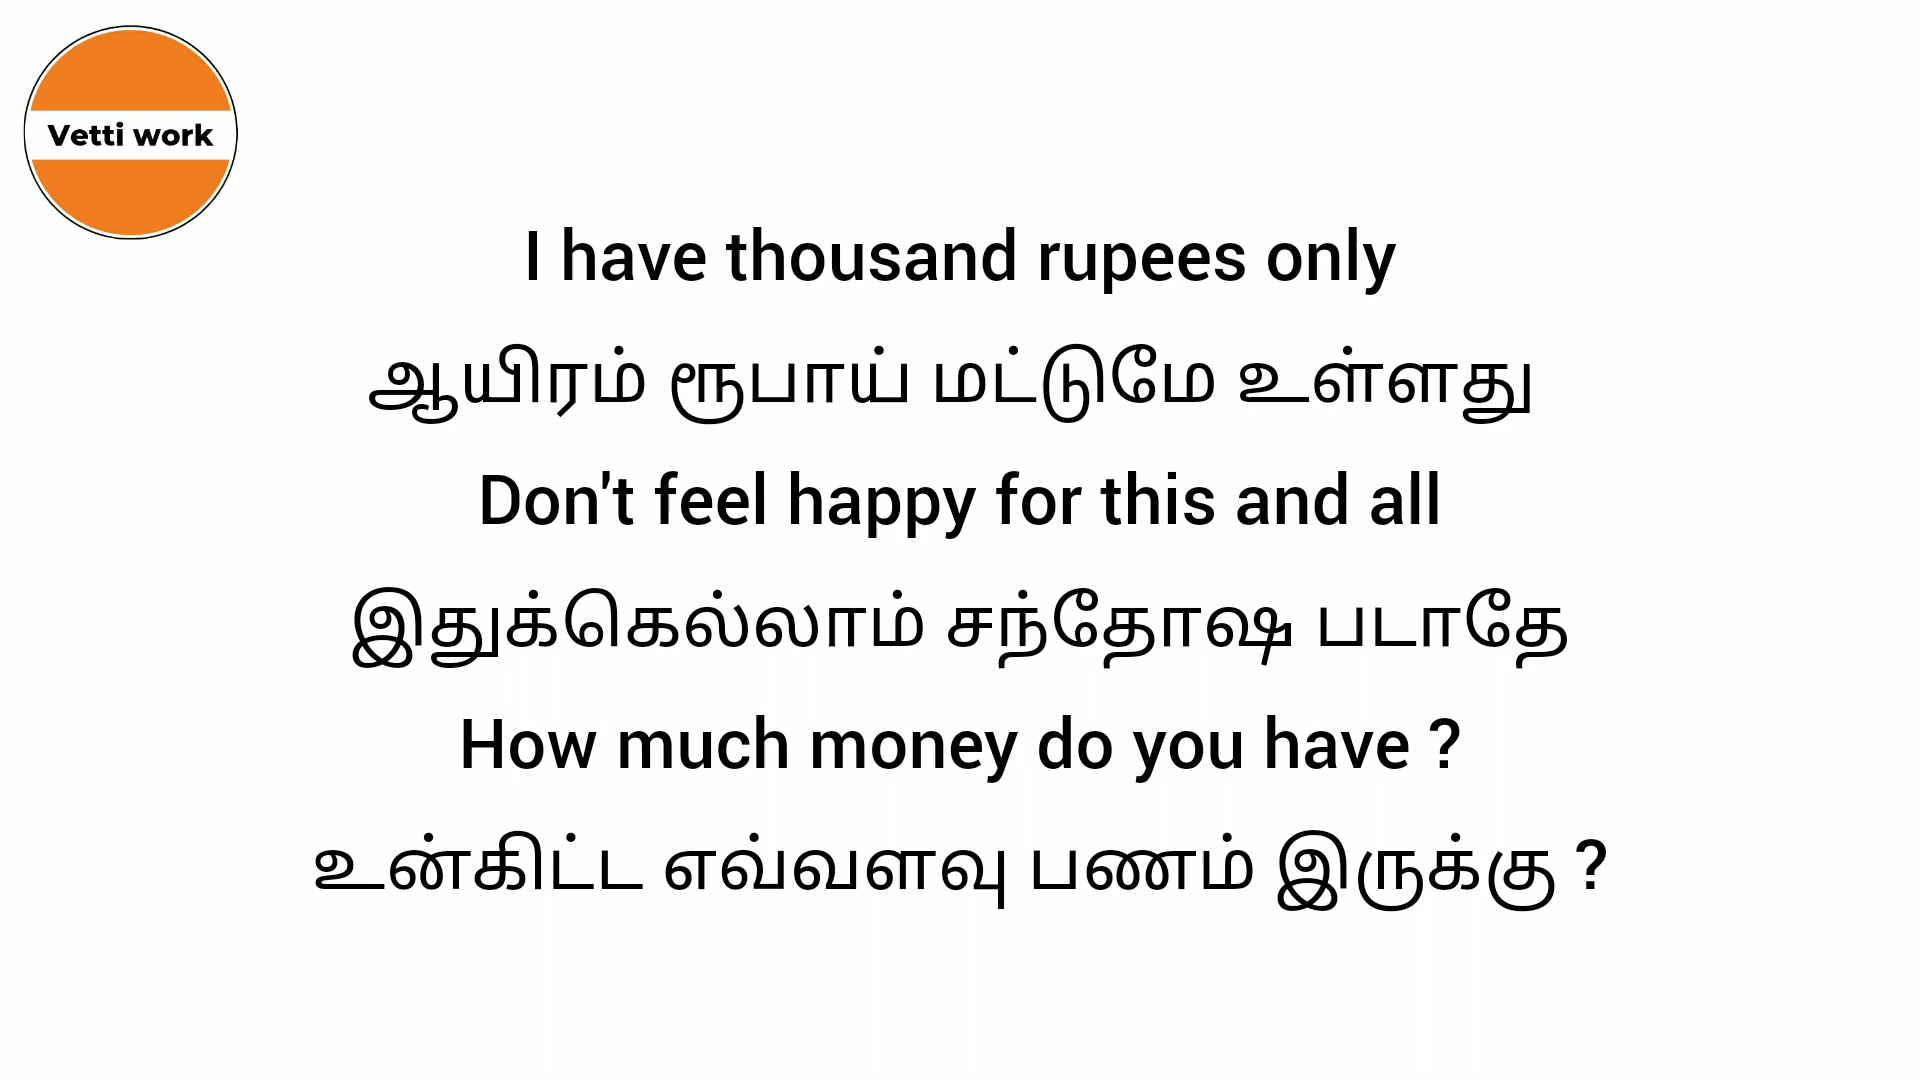 Vetti work
I have thousand rupees only
ஆயிரம் ரூபாய் மட்டுமே உள்ளது
Don't feel happy for this and all
இதுக்கெல்லாம் சந்தோஷ படாதே
How much money do you have ?
உன்கிட்ட எவ்வளவு பணம் இருக்கு ?